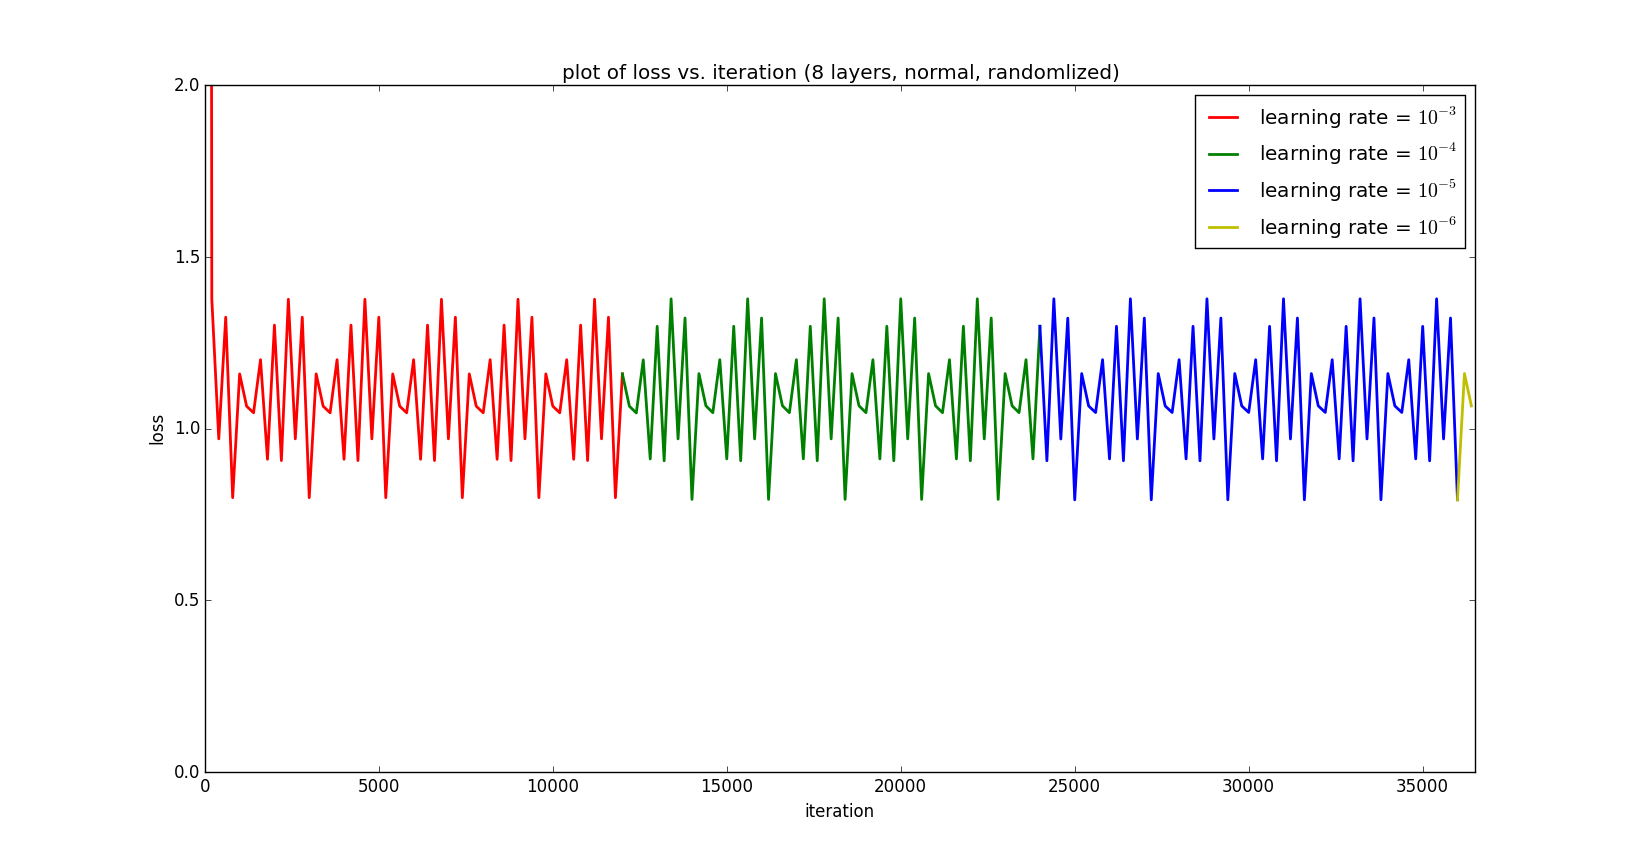 plot of loss vs. iteration (8 layers, normal, randomlized)
learning rate = 10⁻³
learning rate = 10⁻⁴
learning rate = 10⁻⁵
learning rate = 10⁻⁶
2.0
1.5
1.0
0.5
0.0
loss
0 5000 10000 15000 20000 25000 30000 35000
iteration